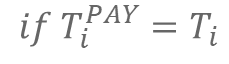 if T_i^{PAY} = T_i